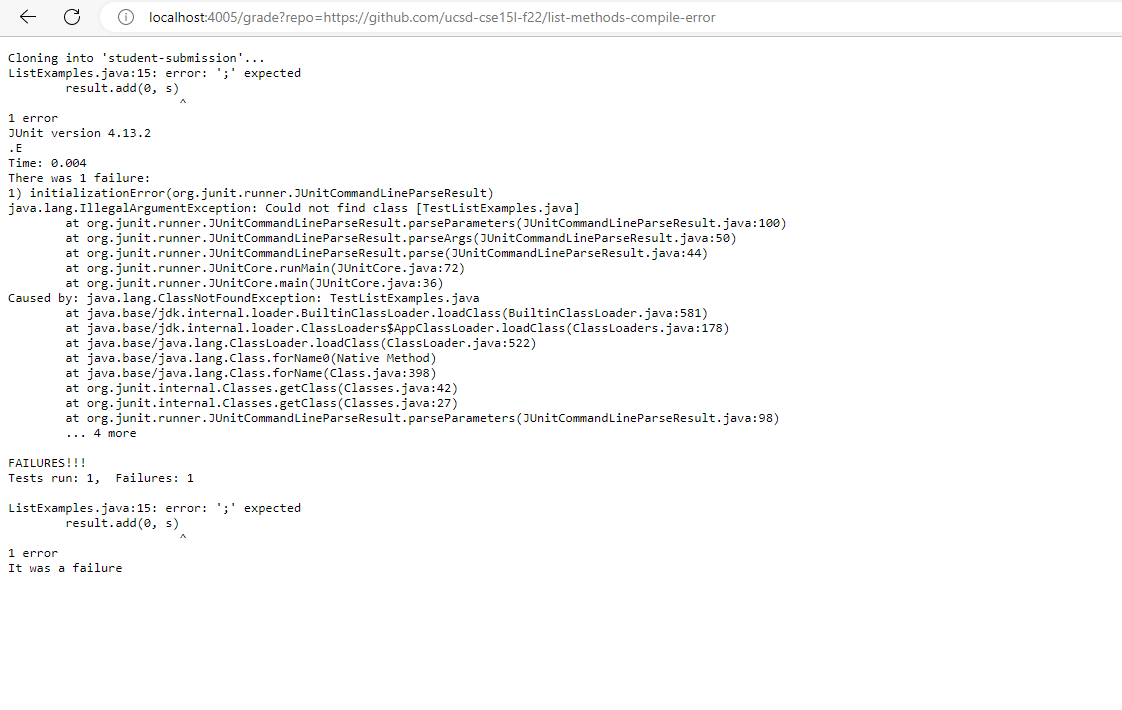 localhost:4005/grade?repo=https://github.com/ucsd-cse15l-f22/list-methods-compile-error
Cloning into 'student-submission'...
ListExamples.java:15: error: ';' expected
        result.add(0, s)
                        ^
1 error
JUnit version 4.13.2
.E
Time: 0.004
There was 1 failure:
1) initializationError(org.junit.runner.JUnitCommandLineParseResult)
java.lang.IllegalArgumentException: Could not find class [TestListExamples.java]
        at org.junit.runner.JUnitCommandLineParseResult.parseParameters(JUnitCommandLineParseResult.java:100)
        at org.junit.runner.JUnitCommandLineParseResult.parseArgs(JUnitCommandLineParseResult.java:50)
        at org.junit.runner.JUnitCommandLineParseResult.parse(JUnitCommandLineParseResult.java:44)
        at org.junit.runner.JUnitCore.runMain(JUnitCore.java:72)
        at org.junit.runner.JUnitCore.main(JUnitCore.java:36)
Caused by: java.lang.ClassNotFoundException: TestListExamples.java
        at java.base/jdk.internal.loader.BuiltinClassLoader.loadClass(BuiltinClassLoader.java:581)
        at java.base/jdk.internal.loader.ClassLoaders$AppClassLoader.loadClass(ClassLoaders.java:178)
        at java.base/java.lang.ClassLoader.loadClass(ClassLoader.java:522)
        at java.base/java.lang.Class.forName0(Native Method)
        at java.base/java.lang.Class.forName(Class.java:398)
        at org.junit.internal.Classes.getClass(Classes.java:42)
        at org.junit.internal.Classes.getClass(Classes.java:27)
        at org.junit.runner.JUnitCommandLineParseResult.parseParameters(JUnitCommandLineParseResult.java:98)
        ... 4 more
FAILURES!!!
Tests run: 1,  Failures: 1
ListExamples.java:15: error: ';' expected
        result.add(0, s)
                        ^
1 error
It was a failure